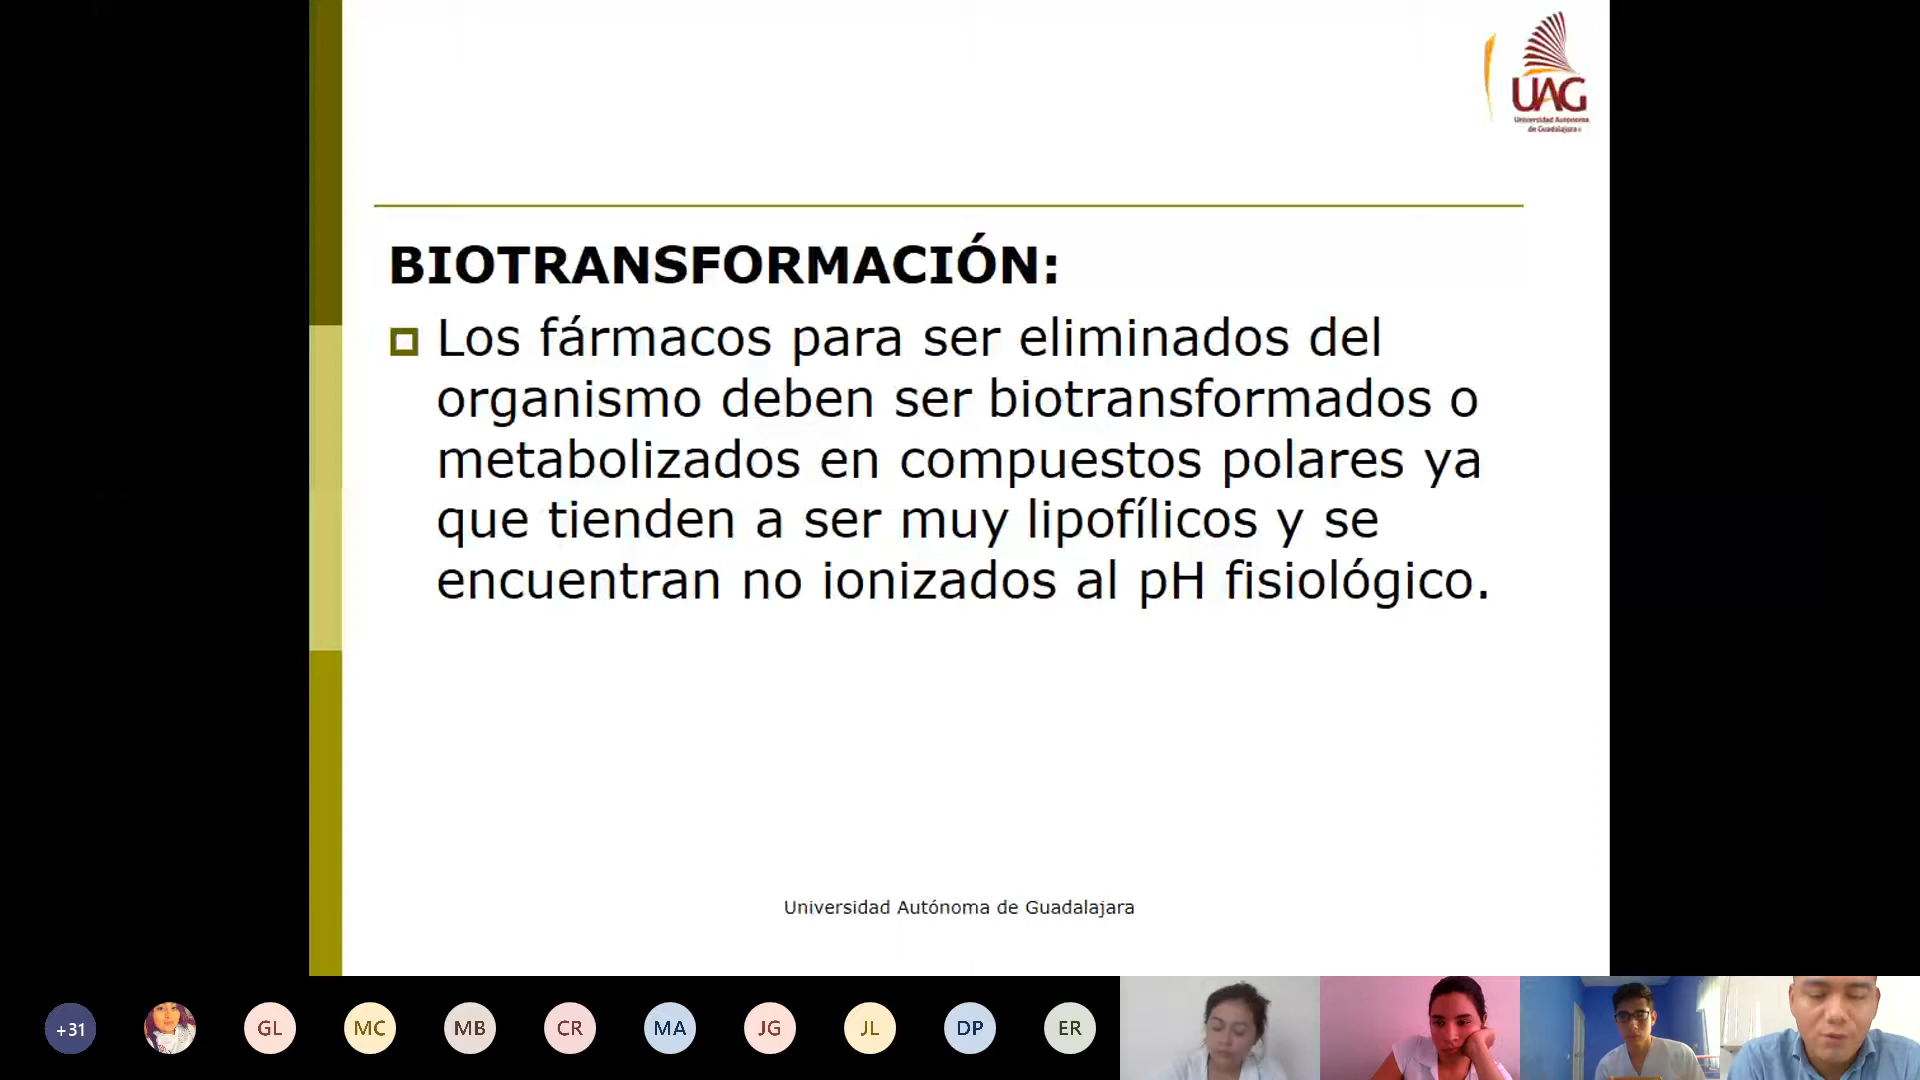 UAG
Universidad Autónoma
de Guadalajara
BIOTRANSFORMACIÓN:
Los fármacos para ser eliminados del
organismo deben ser biotransformados o
metabolizados en compuestos polares ya
que tienden a ser muy lipofílicos y se
encuentran no ionizados al pH fisiológico.
Universidad Autónoma de Guadalajara
+31 GL MC MB CR MA JG JL DP ER